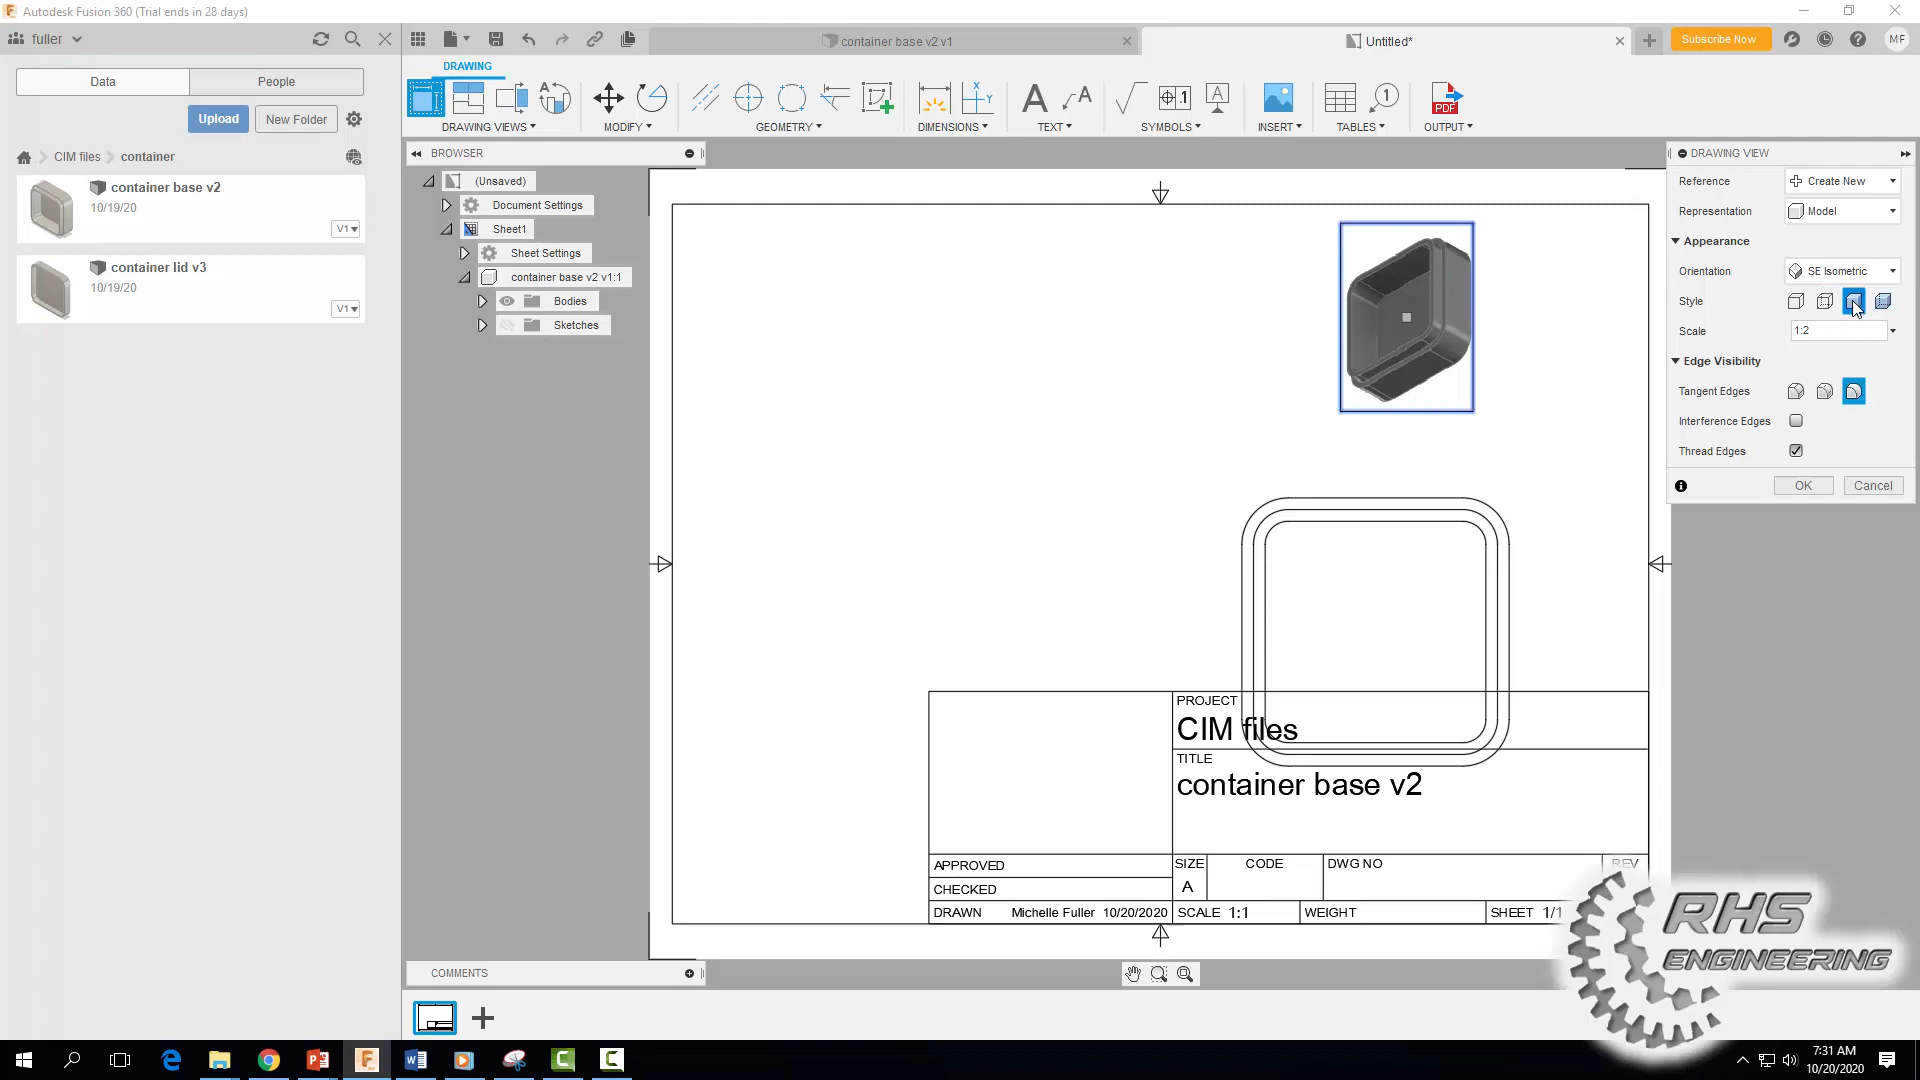 Autodesk Fusion 360 (Trial ends in 28 days)
fuller
container base v2 v1
Untitled*
Subscribe Now
MF
Data
People
DRAWING
Upload
New Folder
DRAWING VIEWS
MODIFY
GEOMETRY
DIMENSIONS
TEXT
SYMBOLS
INSERT
TABLES
PDF
OUTPUT
CIM files
container
BROWSER
DRAWING VIEW
container base v2
10/19/20
V1
container lid v3
10/19/20
V1
(Unsaved)
Document Settings
Sheet1
Sheet Settings
container base v2 v1:1
Bodies
Sketches
Reference
Create New
Representation
Model
Appearance
Orientation
SE Isometric
Style
Scale
1:2
Edge Visibility
Tangent Edges
Interference Edges
Thread Edges
OK
Cancel
PROJECT
CIM files
TITLE
container base v2
APPROVED
CHECKED
DRAWN Michelle Fuller 10/20/2020
SIZE
A
CODE
DWG NO
REV
SCALE 1:1
WEIGHT
SHEET 1/1
COMMENTS
RHS
ENGINEERING
7:31 AM
10/20/2020